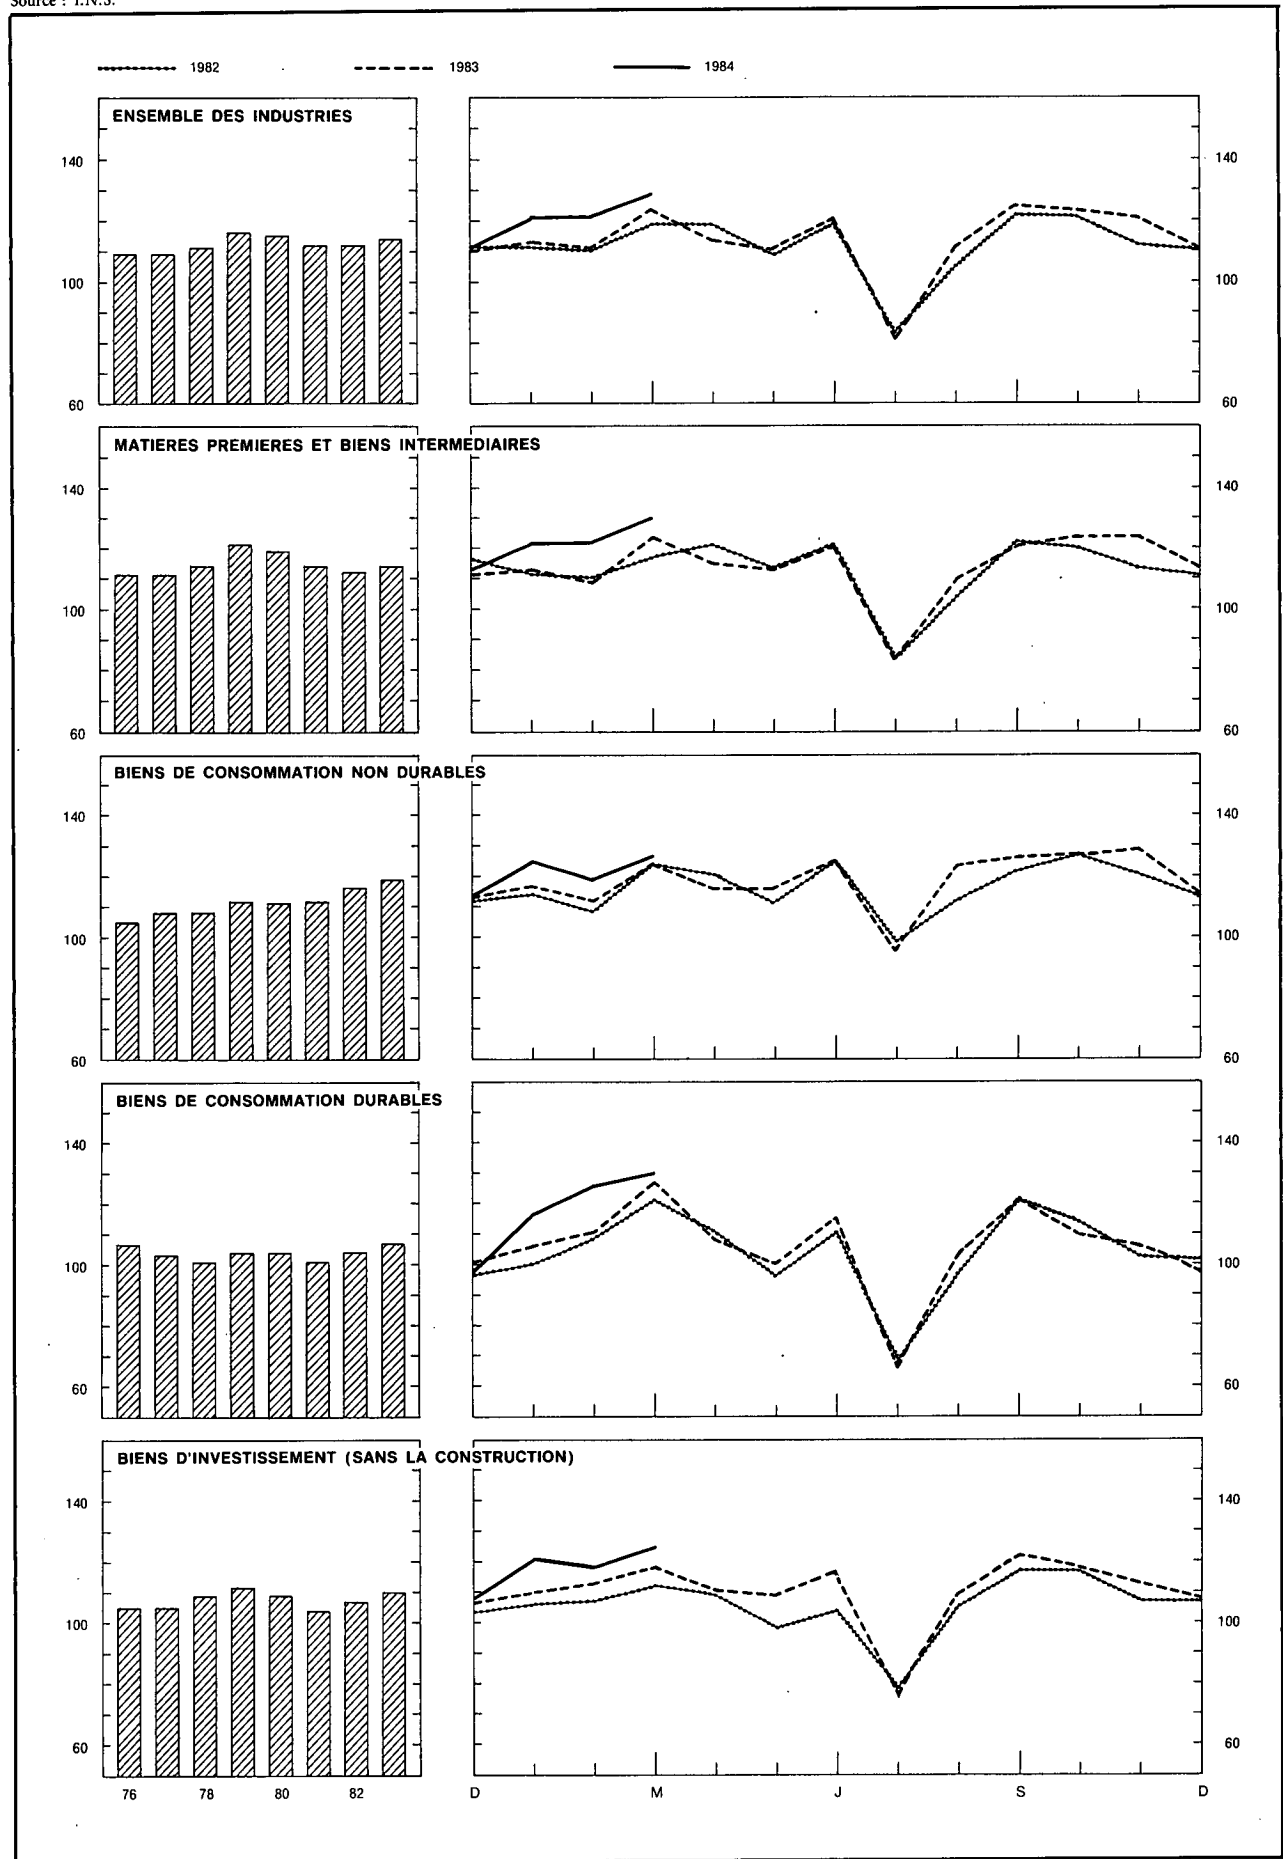 Source : I.N.S.
1982 1983 1984
ENSEMBLE DES INDUSTRIES
140 140
100 100
60 60
MATIERES PREMIERES ET BIENS INTERMEDIAIRES
140 140
100 100
60 60
BIENS DE CONSOMMATION NON DURABLES
140 140
100 100
60 60
BIENS DE CONSOMMATION DURABLES
140 140
100 100
60 60
BIENS D'INVESTISSEMENT (SANS LA CONSTRUCTION)
140 140
100 100
60 60
76 78 80 82 D M J S D